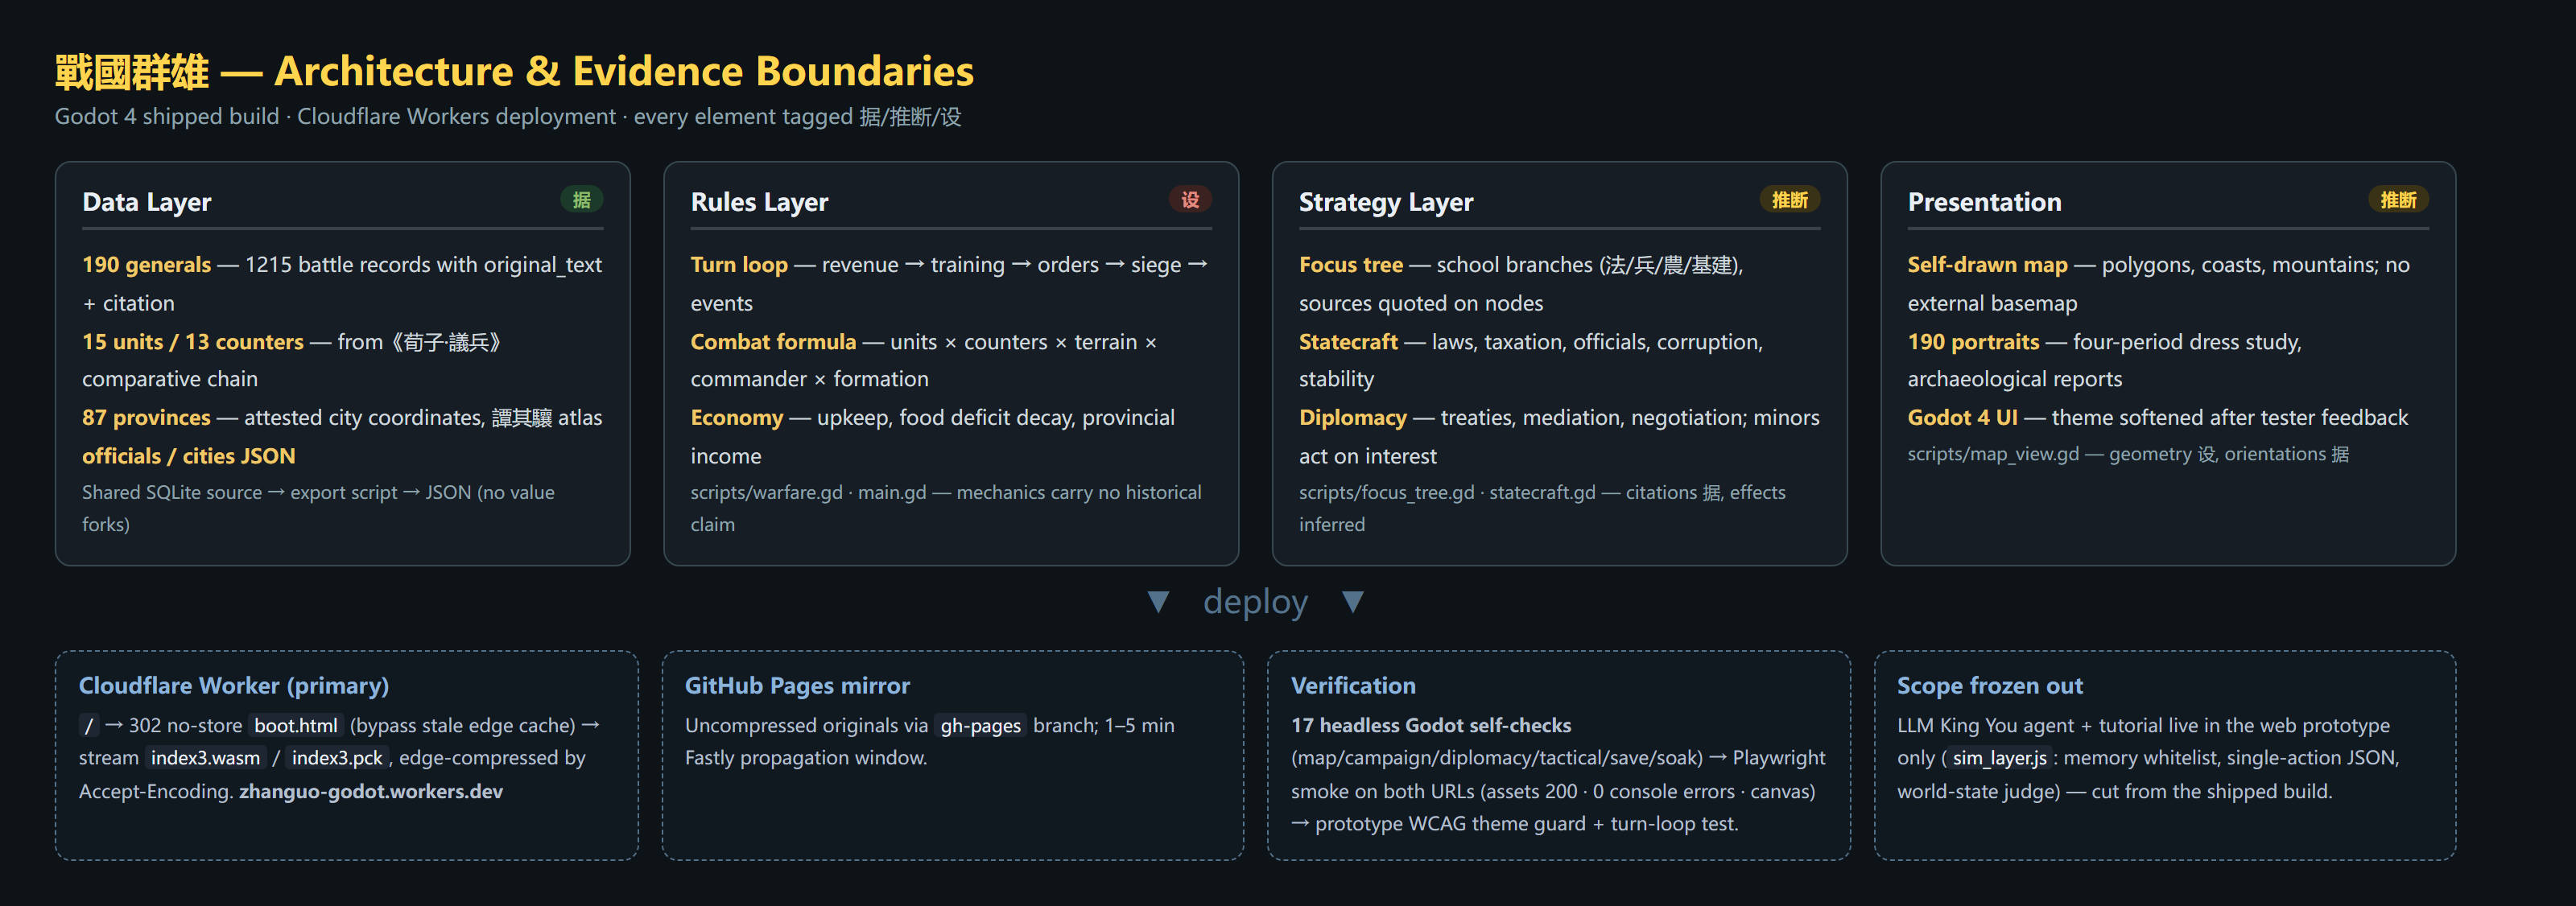 戰國群雄 — Architecture & Evidence Boundaries
Godot 4 shipped build · Cloudflare Workers deployment · every element tagged 据/推断/设
Data Layer 据
190 generals — 1215 battle records with original_text
+ citation
15 units / 13 counters — from《荀子·議兵》
comparative chain
87 provinces — attested city coordinates, 譚其驤 atlas
officials / cities JSON
Shared SQLite source → export script → JSON (no value
forks)
Rules Layer 设
Turn loop — revenue → training → orders → siege →
events
Combat formula — units × counters × terrain ×
commander × formation
Economy — upkeep, food deficit decay, provincial
income
scripts/warfare.gd · main.gd — mechanics carry no historical
claim
Strategy Layer 推断
Focus tree — school branches (法/兵/農/基建),
sources quoted on nodes
Statecraft — laws, taxation, officials, corruption,
stability
Diplomacy — treaties, mediation, negotiation; minors
act on interest
scripts/focus_tree.gd · statecraft.gd — citations 据, effects
inferred
Presentation 推断
Self-drawn map — polygons, coasts, mountains; no
external basemap
190 portraits — four-period dress study,
archaeological reports
Godot 4 UI — theme softened after tester feedback
scripts/map_view.gd — geometry 设, orientations 据
▼ deploy ▼
Cloudflare Worker (primary)
/ → 302 no-store boot.html (bypass stale edge cache) →
stream index3.wasm / index3.pck, edge-compressed by
Accept-Encoding. zhanguo-godot.workers.dev
GitHub Pages mirror
Uncompressed originals via gh-pages branch; 1–5 min
Fastly propagation window.
Verification
17 headless Godot self-checks
(map/campaign/diplomacy/tactical/save/soak) → Playwright
smoke on both URLs (assets 200 · 0 console errors · canvas)
→ prototype WCAG theme guard + turn-loop test.
Scope frozen out
LLM King You agent + tutorial live in the web prototype
only (sim_layer.js: memory whitelist, single-action JSON,
world-state judge) — cut from the shipped build.